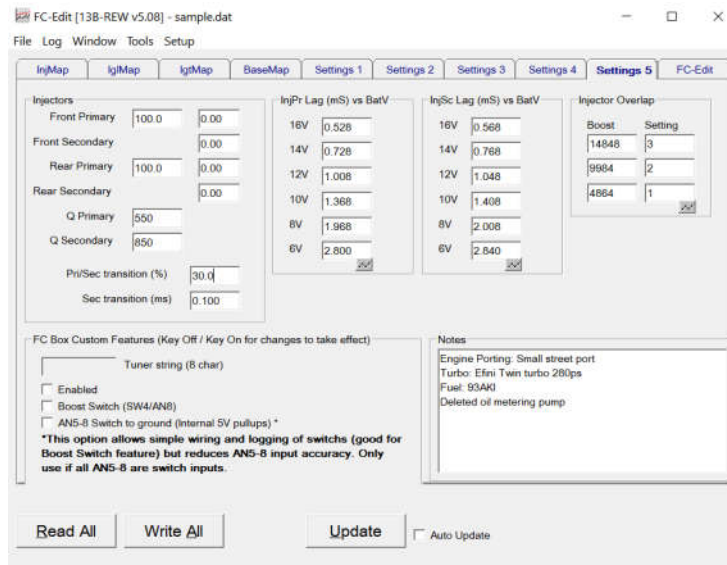 FC-Edit [13B-REW v5.08] - sample.dat
File Log Window Tools Setup
InjMap IglMap IgtMap BaseMap Settings 1 Settings 2 Settings 3 Settings 4 Settings 5 FC-Edit
Injectors
Front Primary 100.0 0.00
Front Secondary 0.00
Rear Primary 100.0 0.00
Rear Secondary 0.00
Q Primary 550
Q Secondary 850
Pri/Sec transition (%) 30.0
Sec transition (ms) 0.100
InjPr Lag (mS) vs BatV
16V 0.528
14V 0.728
12V 1.008
10V 1.368
8V 1.968
6V 2.800
InjSc Lag (mS) vs BatV
16V 0.568
14V 0.768
12V 1.048
10V 1.408
8V 2.008
6V 2.840
Injector Overlap
Boost Setting
14848 3
9984 2
4864 1
FC Box Custom Features (Key Off / Key On for changes to take effect)
Tuner string (8 char)
Enabled
Boost Switch (SW4/AN8)
AN5-8 Switch to ground (Internal 5V pullups) *
*This option allows simple wiring and logging of switchs (good for
Boost Switch feature) but reduces AN5-8 input accuracy. Only
use if all AN5-8 are switch inputs.
Notes
Engine Porting: Small street port
Turbo: Efini Twin turbo 280ps
Fuel: 93AKI
Deleted oil metering pump
Read All Write All Update Auto Update